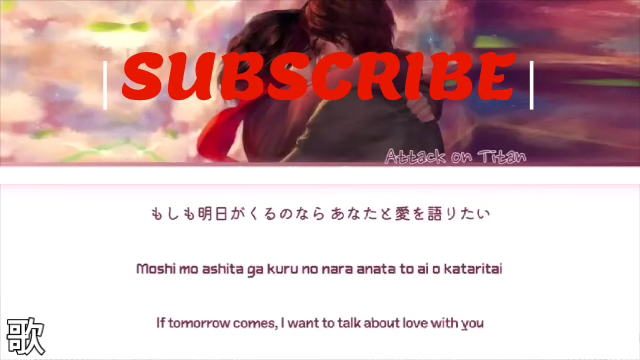 | SUBSCRIBE |
Attack on Titan
もしも明日がくるのなら あなたと愛を語りたい
Moshi mo ashita ga kuru no nara anata to ai o kataritai
If tomorrow comes, I want to talk about love with you
歌